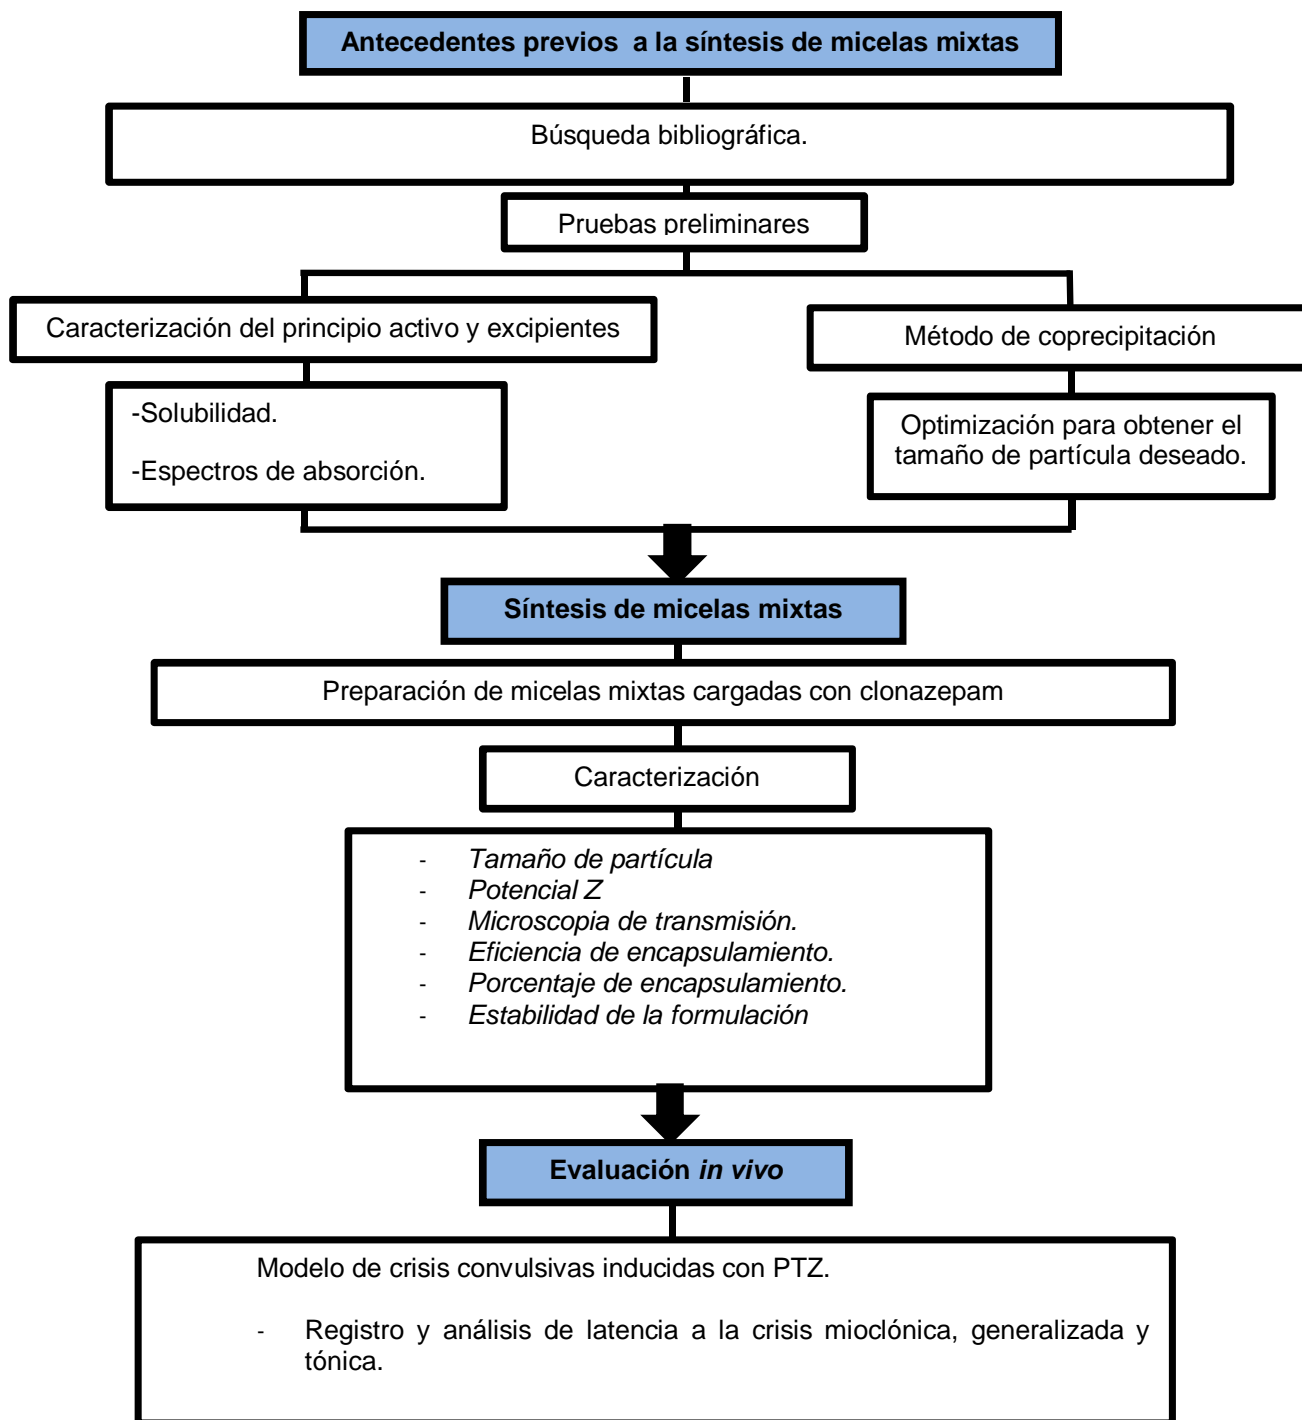 Antecedentes previos a la síntesis de micelas mixtas
Búsqueda bibliográfica.
Pruebas preliminares
Caracterización del principio activo y excipientes
Método de coprecipitación
-Solubilidad.
-Espectros de absorción.
Optimización para obtener el
tamaño de partícula deseado.
Síntesis de micelas mixtas
Preparación de micelas mixtas cargadas con clonazepam
Caracterización
- Tamaño de partícula
- Potencial Z
- Microscopia de transmisión.
- Eficiencia de encapsulamiento.
- Porcentaje de encapsulamiento.
- Estabilidad de la formulación
Evaluación in vivo
Modelo de crisis convulsivas inducidas con PTZ.
- Registro y análisis de latencia a la crisis mioclónica, generalizada y
tónica.